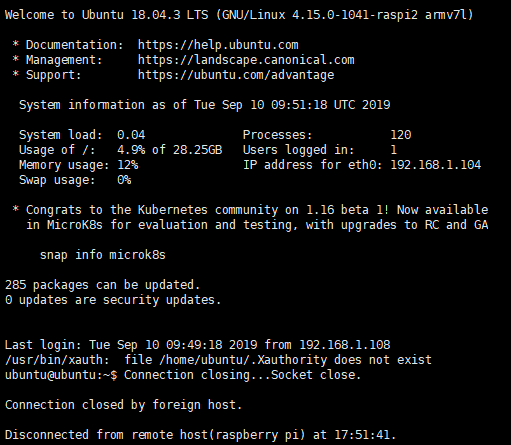 Welcome to Ubuntu 18.04.3 LTS (GNU/Linux 4.15.0-1041-raspi2 armv7l)
* Documentation:  https://help.ubuntu.com
* Management:     https://landscape.canonical.com
* Support:        https://ubuntu.com/advantage
System information as of Tue Sep 10 09:51:18 UTC 2019
System load:  0.04              Processes:           120
Usage of /:   4.9% of 28.25GB   Users logged in:     1
Memory usage: 12%               IP address for eth0: 192.168.1.104
Swap usage:   0%
* Congrats to the Kubernetes community on 1.16 beta 1! Now available
in MicroK8s for evaluation and testing, with upgrades to RC and GA
snap info microk8s
285 packages can be updated.
0 updates are security updates.
Last login: Tue Sep 10 09:49:18 2019 from 192.168.1.108
/usr/bin/xauth:  file /home/ubuntu/.Xauthority does not exist
ubuntu@ubuntu:~$ Connection closing...Socket close.
Connection closed by foreign host.
Disconnected from remote host(raspberry pi) at 17:51:41.